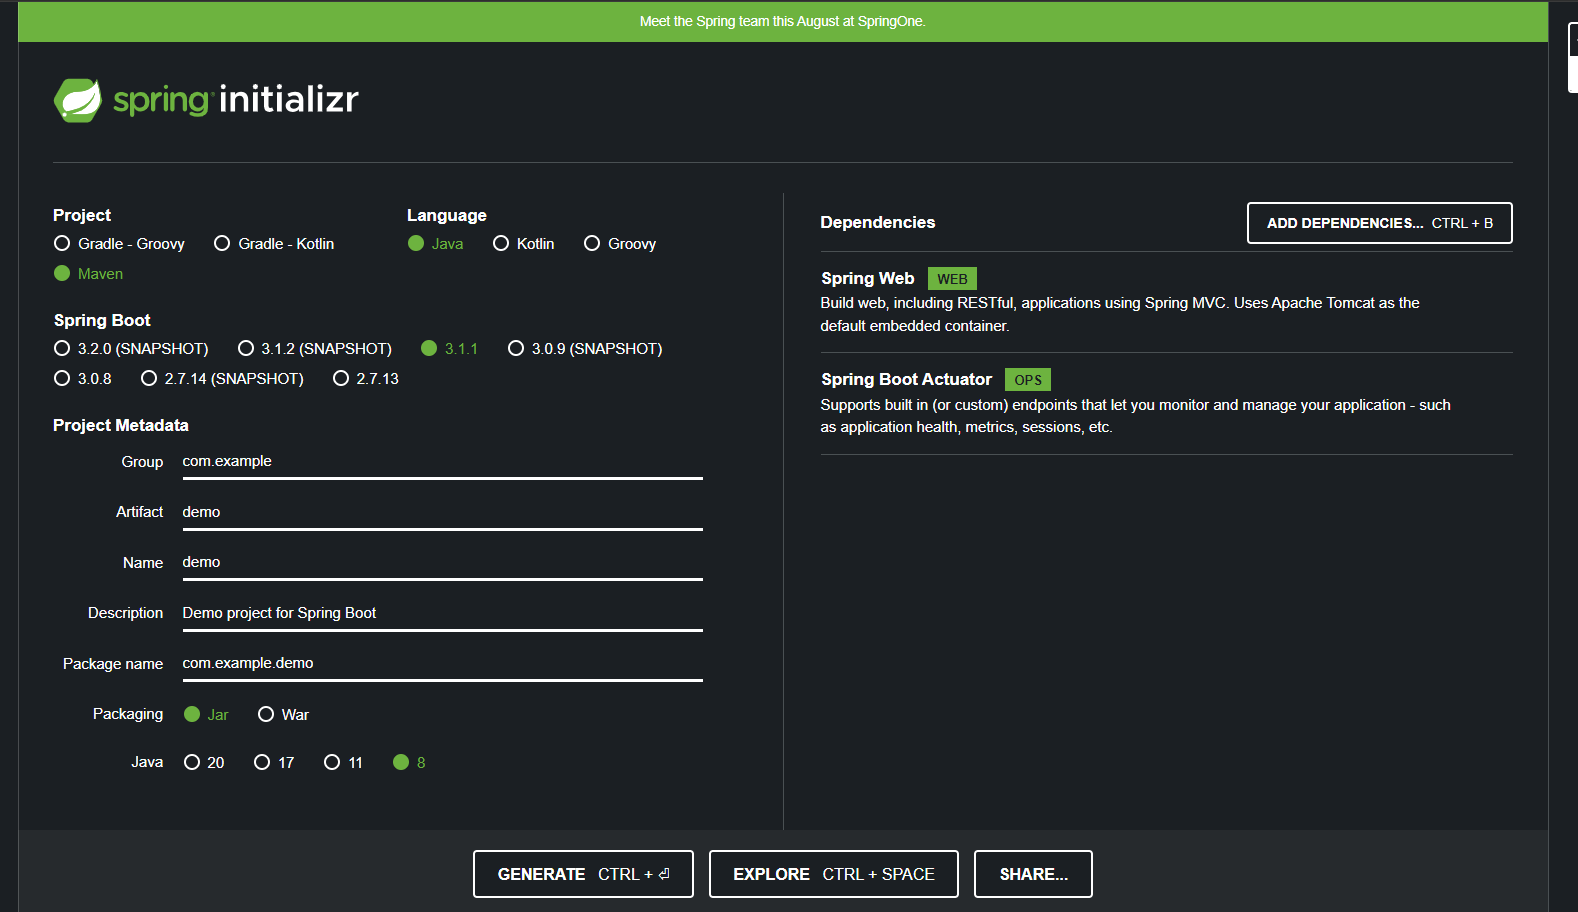 Meet the Spring team this August at SpringOne.
spring initializr
Project
Gradle - Groovy Gradle - Kotlin
Maven
Language
Java Kotlin Groovy
Spring Boot
3.2.0 (SNAPSHOT) 3.1.2 (SNAPSHOT) 3.1.1 3.0.9 (SNAPSHOT)
3.0.8 2.7.14 (SNAPSHOT) 2.7.13
Project Metadata
Group com.example
Artifact demo
Name demo
Description Demo project for Spring Boot
Package name com.example.demo
Packaging Jar War
Java 20 17 11 8
Dependencies
ADD DEPENDENCIES... CTRL + B
Spring Web WEB
Build web, including RESTful, applications using Spring MVC. Uses Apache Tomcat as the
default embedded container.
Spring Boot Actuator OPS
Supports built in (or custom) endpoints that let you monitor and manage your application - such
as application health, metrics, sessions, etc.
GENERATE CTRL + ⏎
EXPLORE CTRL + SPACE
SHARE...